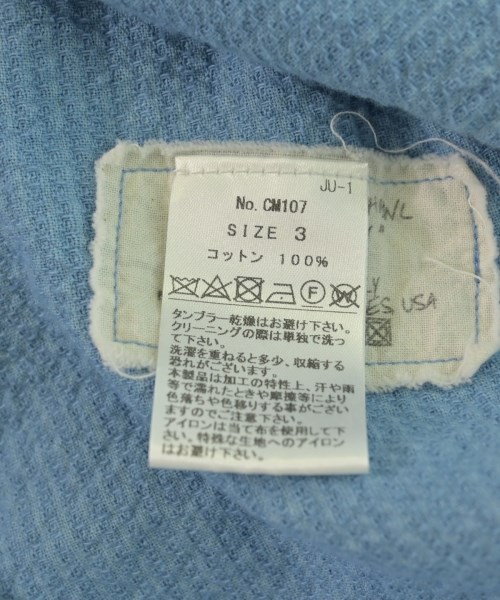 JU-1
No. CM107
SIZE 3
コットン 100%
F
W
タンブラー乾燥はお避け下さい。
クリーニングの際は単独で洗っ
て下さい。
洗濯を重ねると多少、収縮する
恐れがございます。
本製品は加工の特性上、汗や雨
等で濡れたときや摩擦等により
色落ちや色移りする事がござい
ますのでご注意下さい。
アイロンは当て布を使用して下
さい。特殊な生地へのアイロン
はお避け下さい。
USA